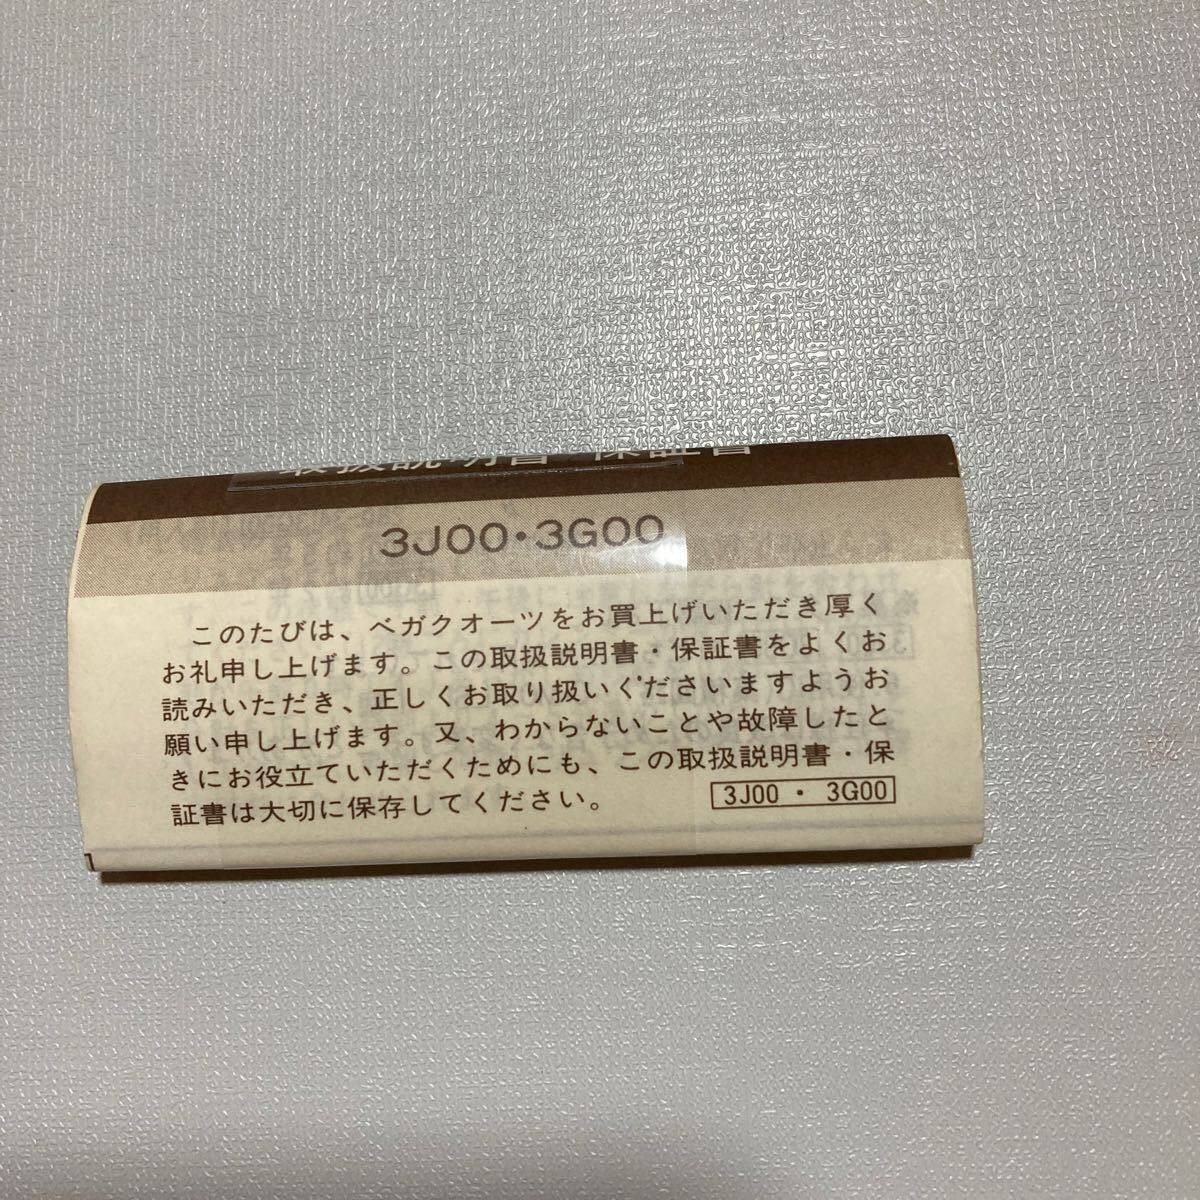 取扱説明書・保証書
3J00・3G00
このたびは、ベガクオーツをお買上げいただき厚く
お礼申し上げます。この取扱説明書・保証書をよくお
読みいただき、正しくお取り扱いくださいますようお
願い申し上げます。又、わからないことや故障したと
きにお役立ていただくためにも、この取扱説明書・保
証書は大切に保存してください。
3J00 ・ 3G00